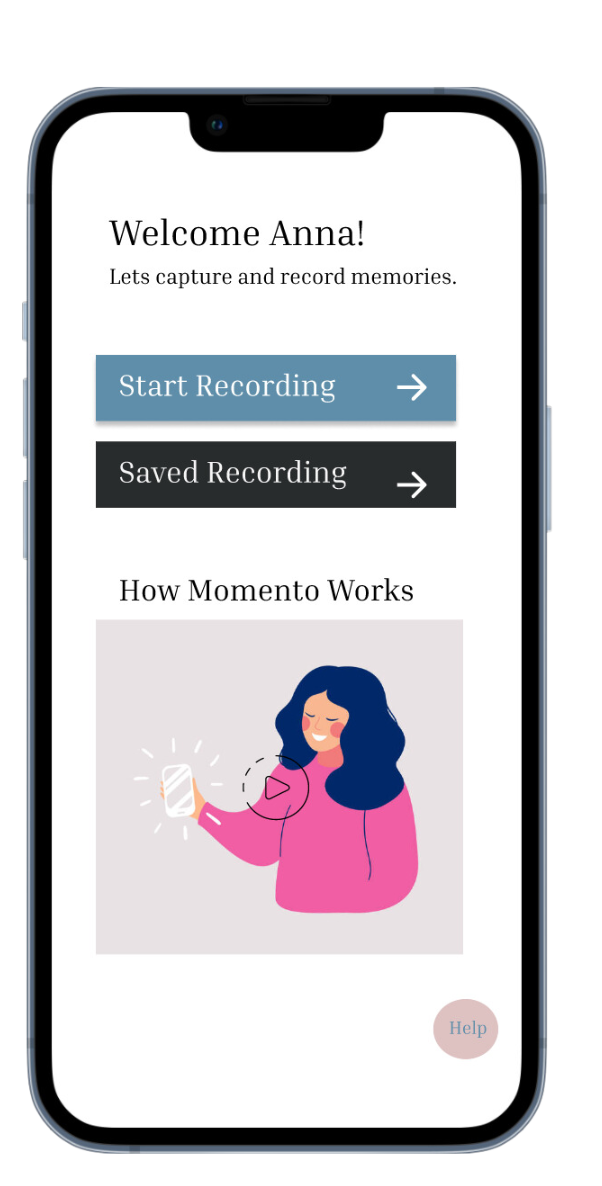 Welcome Anna!
Lets capture and record memories.
Start Recording
Saved Recording
How Momento Works
Help